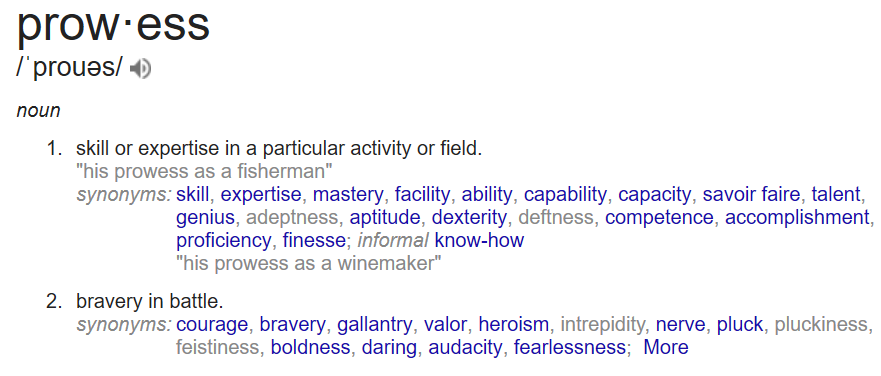 prow·ess
/ˈprouəs/
noun
1. skill or expertise in a particular activity or field.
"his prowess as a fisherman"
synonyms: skill, expertise, mastery, facility, ability, capability, capacity, savoir faire, talent,
genius, adeptness, aptitude, dexterity, deftness, competence, accomplishment,
proficiency, finesse; informal know-how
"his prowess as a winemaker"
2. bravery in battle.
synonyms: courage, bravery, gallantry, valor, heroism, intrepidity, nerve, pluck, pluckiness,
feistiness, boldness, daring, audacity, fearlessness; More